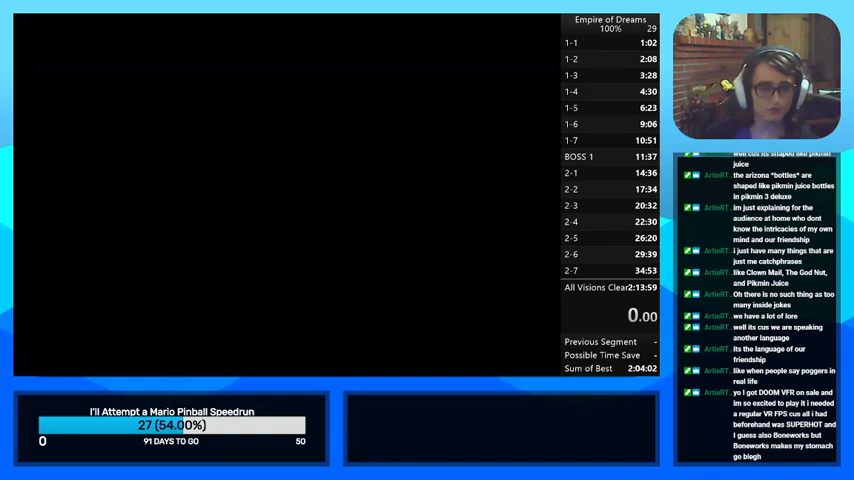 Empire of Dreams
100% 29
1-1 1:02
1-2 2:08
1-3 3:28
1-4 4:30
1-5 6:23
1-6 9:06
1-7 10:51
BOSS 1 11:37
2-1 14:36
2-2 17:34
2-3 20:32
2-4 22:30
2-5 26:20
2-6 29:39
2-7 34:53
All Visions Clear 2:13:59
0.00
Previous Segment -
Possible Time Save -
Sum of Best 2:04:02
well cus its shaped like pikmin
juice
ArtieRT the arizona *bottles* are
shaped like pikmin juice bottles
in pikmin 3 deluxe
ArtieRT im just explaining for the
audience at home who dont
know the intricacies of my own
mind and our friendship
ArtieRT i just have many things that are
just me catchphrases
ArtieRT like Clown Mail, The God Nut,
and Pikmin Juice
ArtieRT Oh there is no such thing as too
many inside jokes
ArtieRT we have a lot of lore
ArtieRT well its cus we are speaking
another language
ArtieRT its the language of our
friendship
ArtieRT like when people say poggers in
real life
ArtieRT yo I got DOOM VFR on sale and
im so excited to play it i needed
a regular VR FPS cus all i had
beforehand was SUPERHOT and
I guess also Boneworks but
Boneworks makes my stomach
go blegh
I'll Attempt a Mario Pinball Speedrun
27 (54.00%)
0 91 DAYS TO GO 50